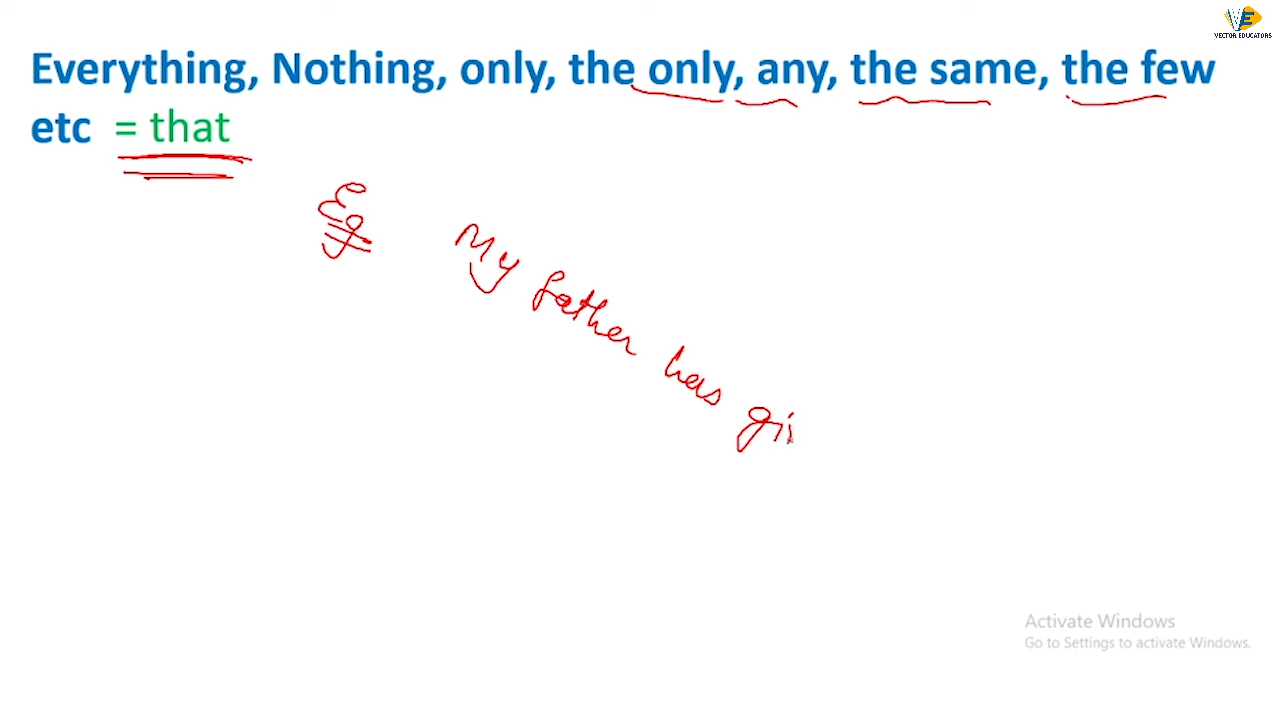 VECTOR EDUCATORS
Everything, Nothing, only, the only, any, the same, the few
etc = that
Eg My father has gi
Activate Windows
Go to Settings to activate Windows.